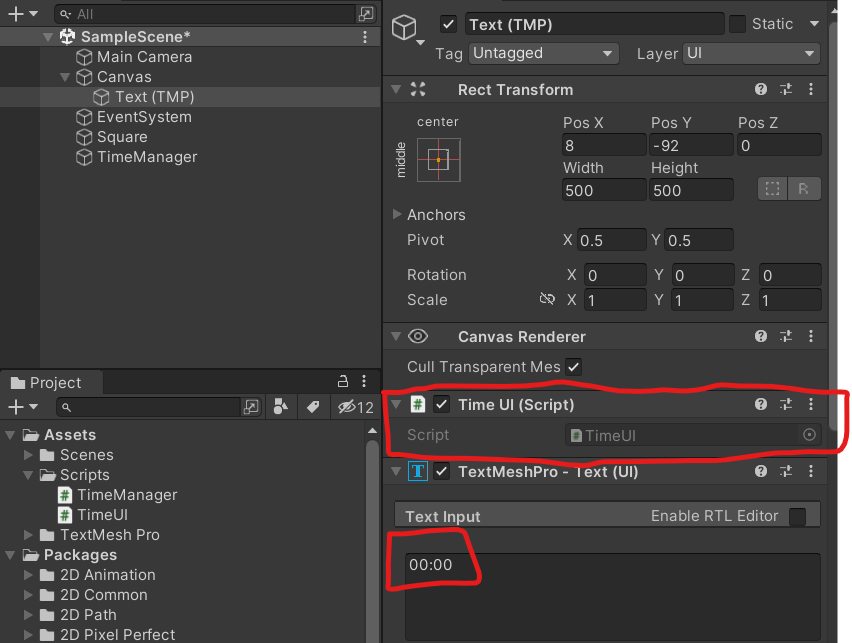 All
SampleScene*
Main Camera
Canvas
Text (TMP)
EventSystem
Square
TimeManager
Project
12
Assets
Scenes
Scripts
TimeManager
TimeUI
TextMesh Pro
Packages
2D Animation
2D Common
2D Path
2D Pixel Perfect
Text (TMP) Static
Tag Untagged Layer UI
Rect Transform
center
middle
Pos X Pos Y Pos Z
8 -92 0
Width Height
500 500
R
Anchors
Pivot X 0.5 Y 0.5
Rotation X 0 Y 0 Z 0
Scale X 1 Y 1 Z 1
Canvas Renderer
Cull Transparent Mes
# Time UI (Script)
Script # TimeUI
T TextMeshPro - Text (UI)
Text Input Enable RTL Editor
00:00